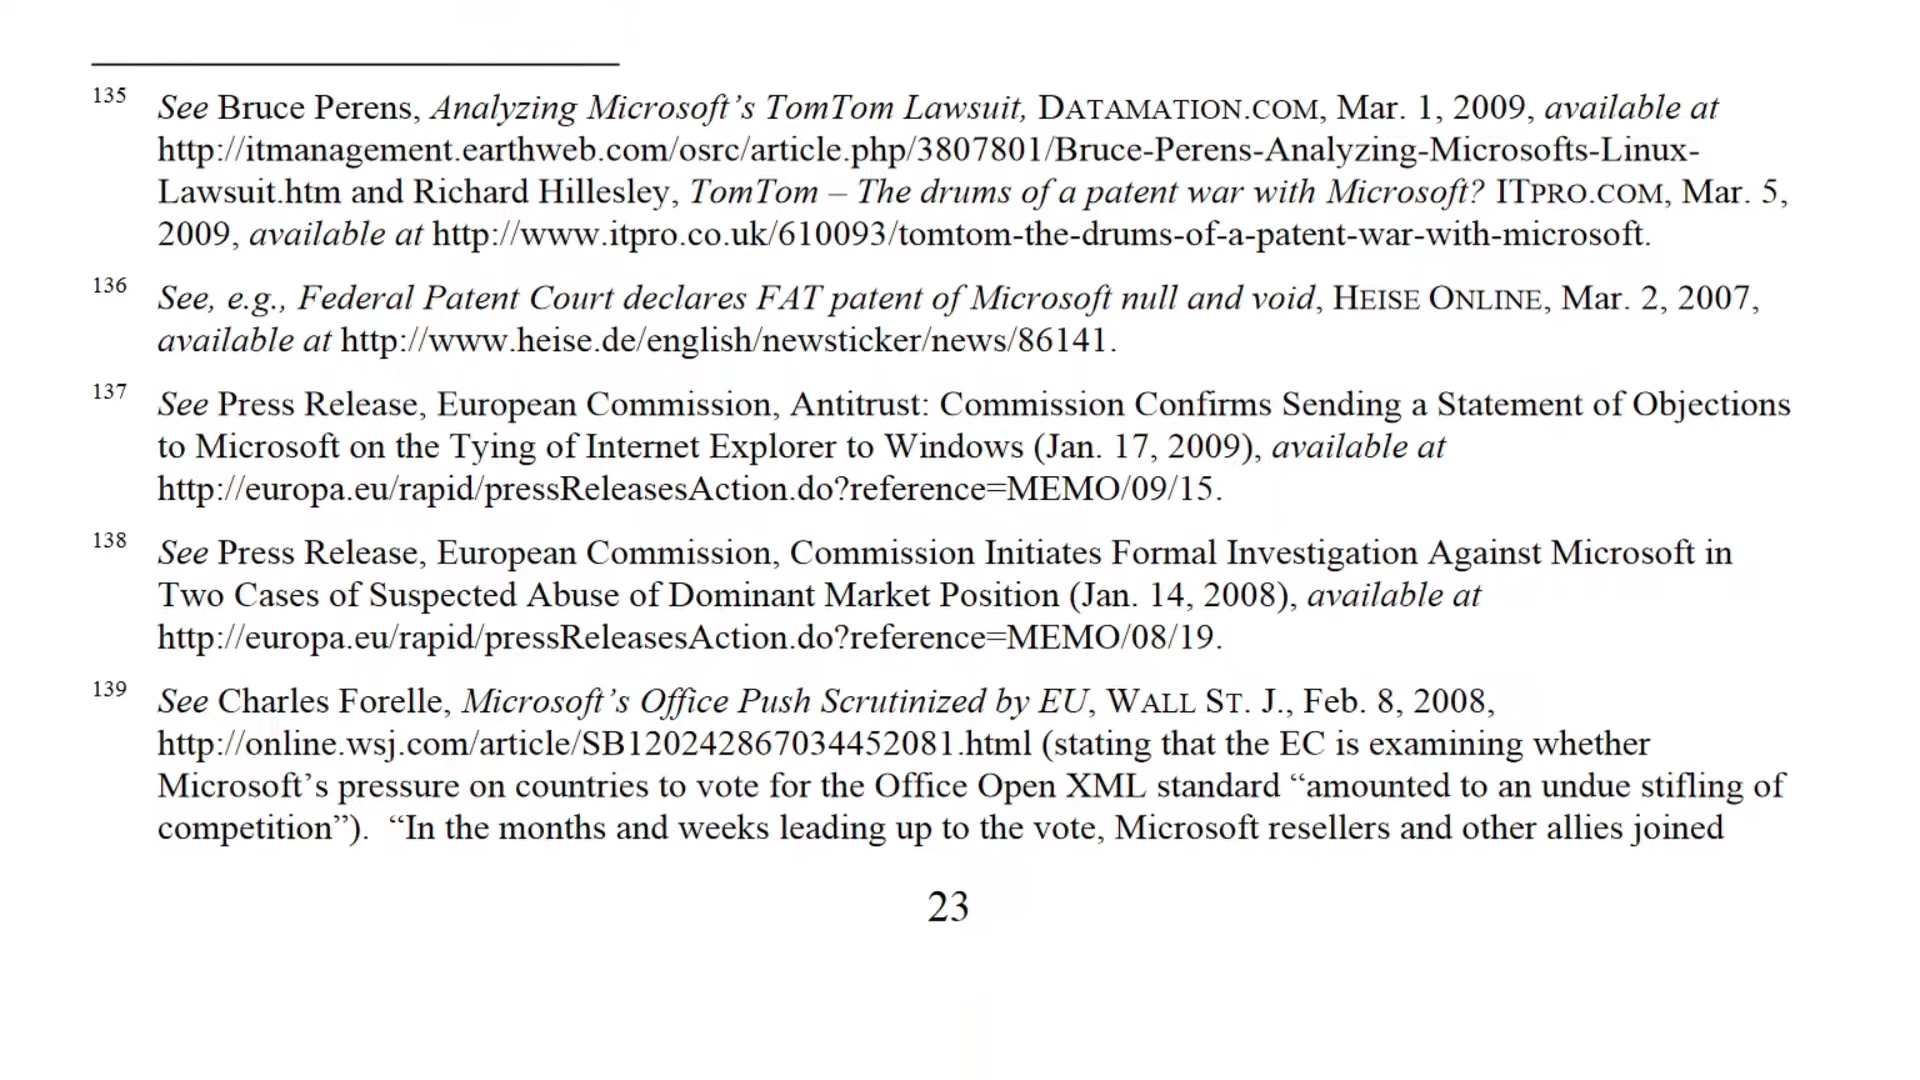 135 See Bruce Perens, Analyzing Microsoft’s TomTom Lawsuit, DATAMATION.COM, Mar. 1, 2009, available at
http://itmanagement.earthweb.com/osrc/article.php/3807801/Bruce-Perens-Analyzing-Microsofts-Linux-
Lawsuit.htm and Richard Hillesley, TomTom – The drums of a patent war with Microsoft? ITPRO.COM, Mar. 5,
2009, available at http://www.itpro.co.uk/610093/tomtom-the-drums-of-a-patent-war-with-microsoft.
136 See, e.g., Federal Patent Court declares FAT patent of Microsoft null and void, HEISE ONLINE, Mar. 2, 2007,
available at http://www.heise.de/english/newsticker/news/86141.
137 See Press Release, European Commission, Antitrust: Commission Confirms Sending a Statement of Objections
to Microsoft on the Tying of Internet Explorer to Windows (Jan. 17, 2009), available at
http://europa.eu/rapid/pressReleasesAction.do?reference=MEMO/09/15.
138 See Press Release, European Commission, Commission Initiates Formal Investigation Against Microsoft in
Two Cases of Suspected Abuse of Dominant Market Position (Jan. 14, 2008), available at
http://europa.eu/rapid/pressReleasesAction.do?reference=MEMO/08/19.
139 See Charles Forelle, Microsoft’s Office Push Scrutinized by EU, WALL ST. J., Feb. 8, 2008,
http://online.wsj.com/article/SB120242867034452081.html (stating that the EC is examining whether
Microsoft’s pressure on countries to vote for the Office Open XML standard “amounted to an undue stifling of
competition”).  “In the months and weeks leading up to the vote, Microsoft resellers and other allies joined
23